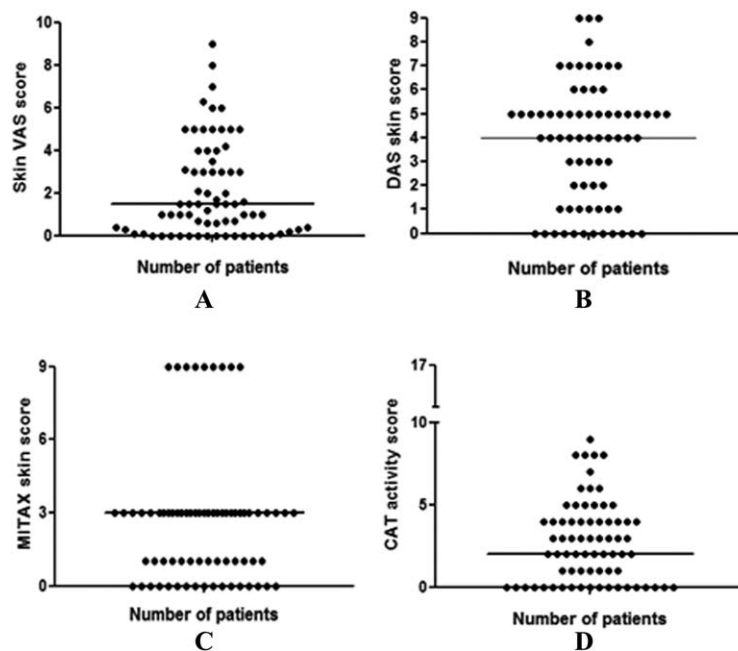 Skin VAS score
10
8
6
4
2
0
Number of patients
A
DAS skin score
9
8
7
6
5
4
3
2
1
0
Number of patients
B
MITAX skin score
9
6
3
0
Number of patients
C
CAT activity score
17
10
5
0
Number of patients
D